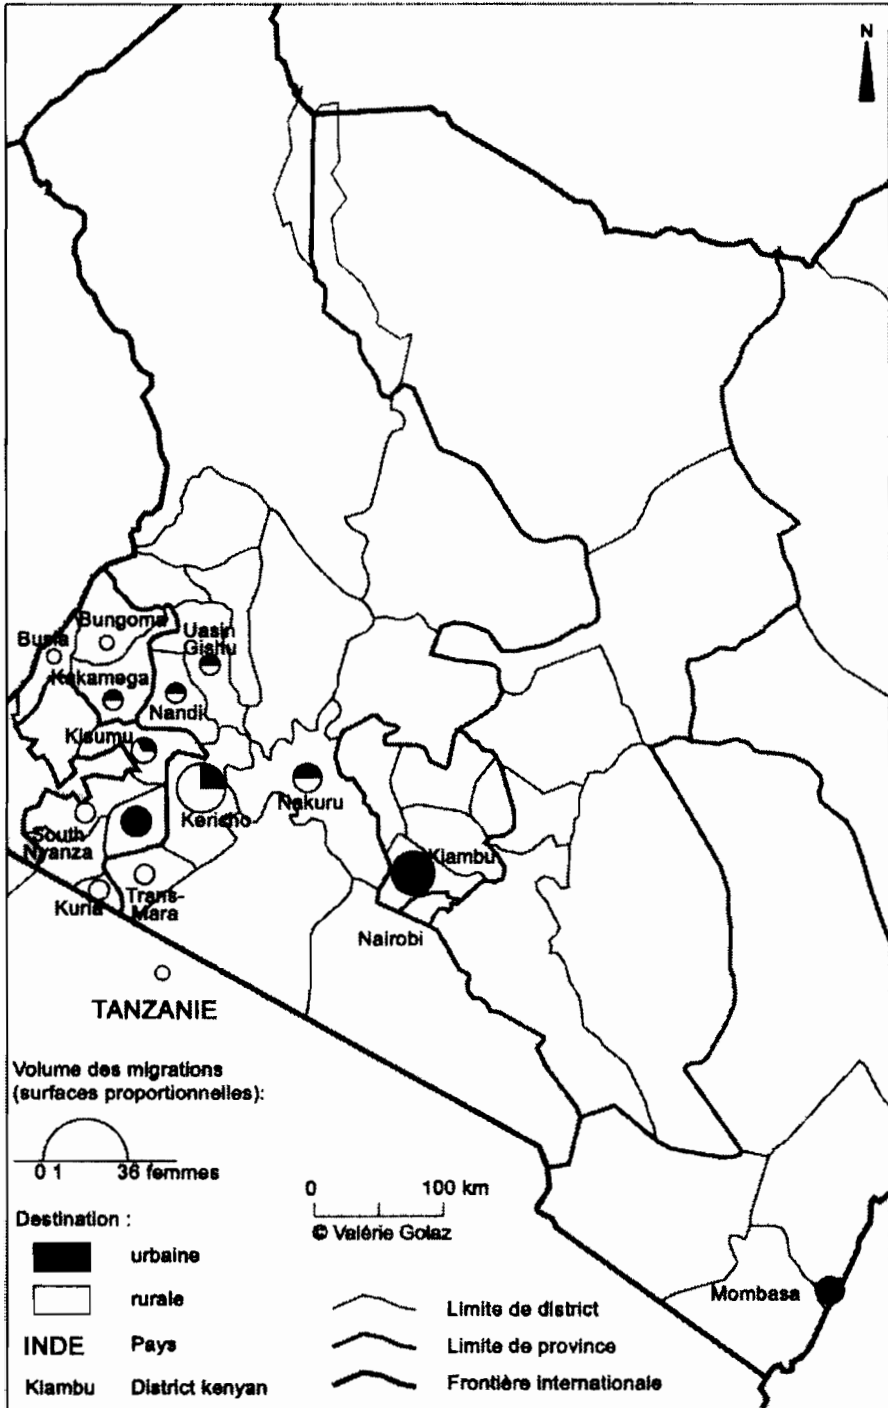 N
Bungoma
Busia
Uasin
Gishu
Kakamega
Nandi
Kisumu
Kericho
Nakuru
South
Nyanza
Kiambu
Kuria
Trans-
Mara
Nairobi
TANZANIE
Volume des migrations
(surfaces proportionnelles):
0 1 36 femmes
0 100 km
© Valérie Golaz
Destination :
urbaine
rurale
INDE Pays
Kiambu District kenyan
Mombasa
Limite de district
Limite de province
Frontière internationale